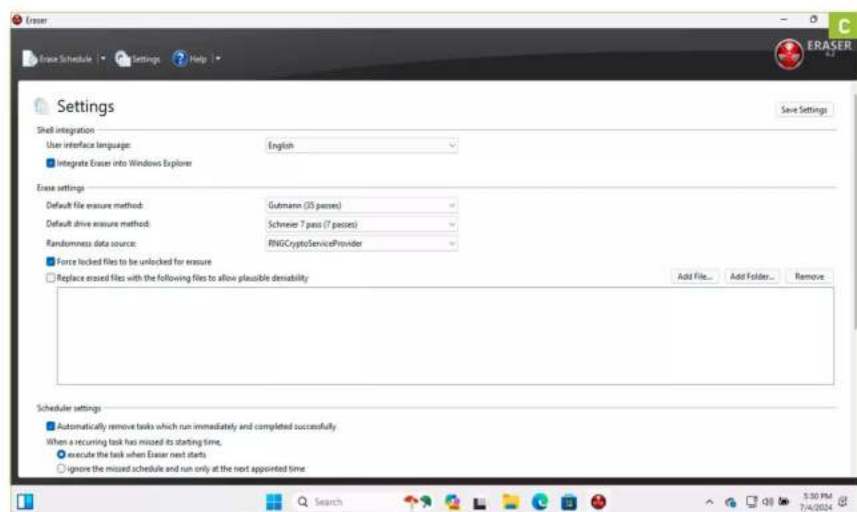 Eraser
C
Erase Schedule Settings Help
ERASER
Settings
Save Settings
Shell integration
User interface language: English
Integrate Eraser into Windows Explorer
Erase settings
Default file erasure method: Gutmann (35 passes)
Default drive erasure method: Schneier 7 pass (7 passes)
Randomness data source: RNGCryptoServiceProvider
Force locked files to be unlocked for erasure
Replace erased files with the following files to allow plausible deniability
Add File... Add Folder... Remove
Scheduler settings
Automatically remove tasks which run immediately and completed successfully
When a recurring task has missed its starting time,
execute the task when Eraser next starts
ignore the missed schedule and run only at the next appointed time
Search
5:30 PM
7/4/2024